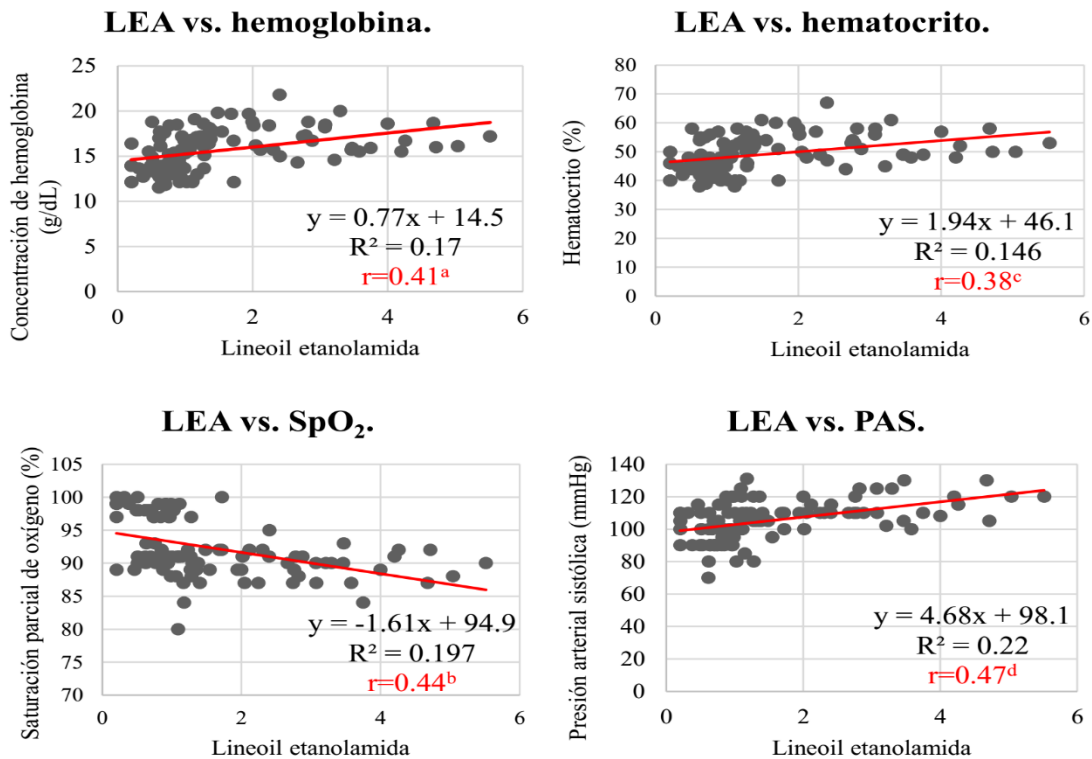 LEA vs. hemoglobina.
Concentración de hemoglobina
(g/dL)
25
20
15
10
5
0
y = 0.77x + 14.5
R² = 0.17
r=0.41ᵃ
0 2 4 6
Lineoil etanolamida
LEA vs. hematocrito.
Hematocrito (%)
80
70
60
50
40
30
20
10
0
y = 1.94x + 46.1
R² = 0.146
r=0.38ᶜ
0 2 4 6
Lineoil etanolamida
LEA vs. SpO₂.
Saturación parcial de oxígeno (%)
105
100
95
90
85
80
75
70
y = -1.61x + 94.9
R² = 0.197
r=0.44ᵇ
0 2 4 6
Lineoil etanolamida
LEA vs. PAS.
Presión arterial sistólica (mmHg)
140
120
100
80
60
40
20
0
y = 4.68x + 98.1
R² = 0.22
r=0.47ᵈ
0 2 4 6
Lineoil etanolamida